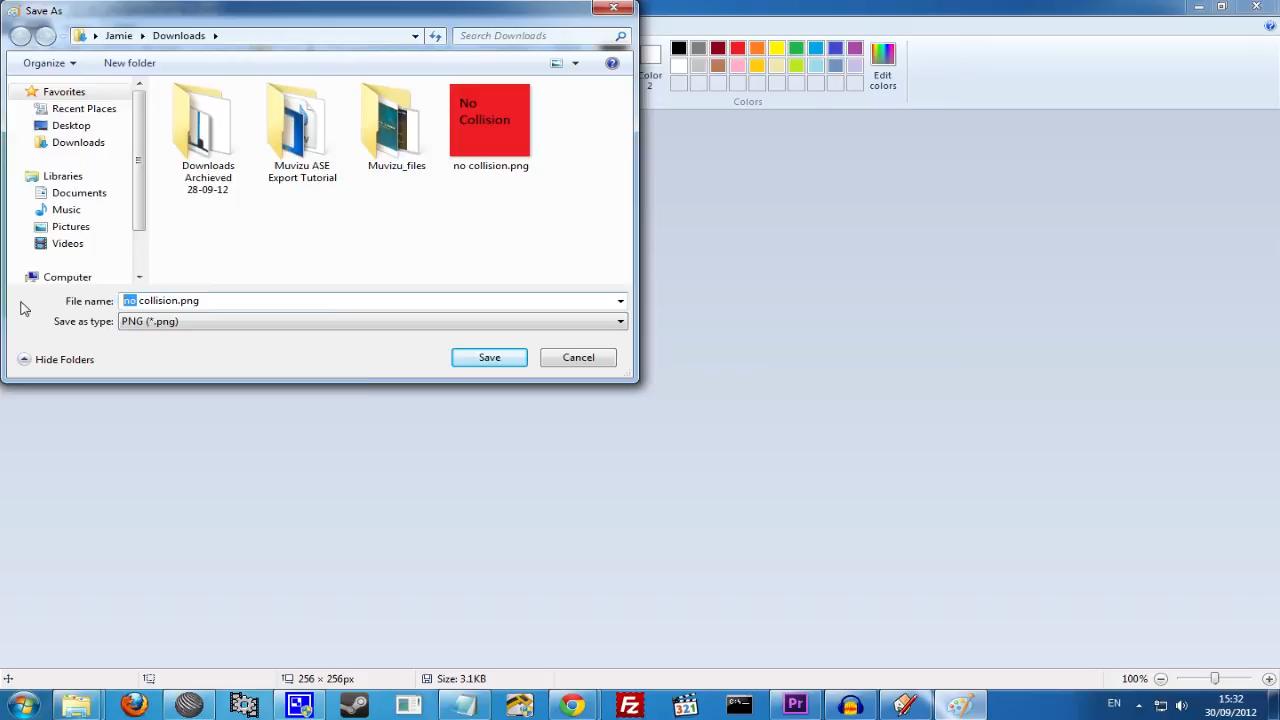 Save As
Jamie
Downloads
Search Downloads
Organize
New folder
Favorites
Recent Places
Desktop
Downloads
Libraries
Documents
Music
Pictures
Videos
Computer
Downloads
Archieved
28-09-12
Muvizu ASE
Export Tutorial
Muvizu_files
No
Collision
no collision.png
File name:
no collision.png
Save as type:
PNG (*.png)
Hide Folders
Save
Cancel
Color
2
Edit
colors
Colors
256 × 256px
Size: 3.1KB
100%
321
Pr
EN
15:32
30/09/2012